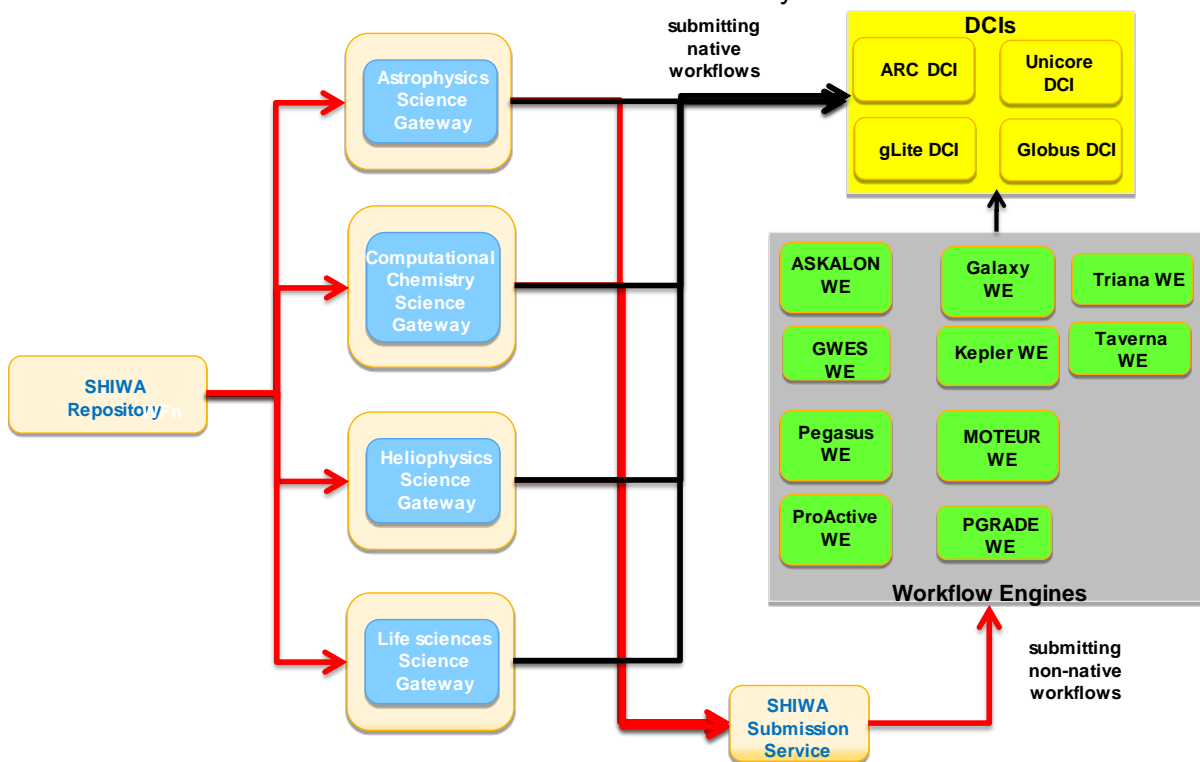 submitting
native
workflows
DCIs
ARC DCI
Unicore
DCI
gLite DCI
Globus DCI
Astrophysics
Science
Gateway
Computational
Chemistry
Science
Gateway
SHIWA
Repository
Heliophysics
Science
Gateway
Life sciences
Science
Gateway
ASKALON
WE
Galaxy
WE
Triana WE
GWES
WE
Kepler WE
Taverna
WE
Pegasus
WE
MOTEUR
WE
ProActive
WE
PGRADE
WE
Workflow Engines
submitting
non-native
workflows
SHIWA
Submission
Service